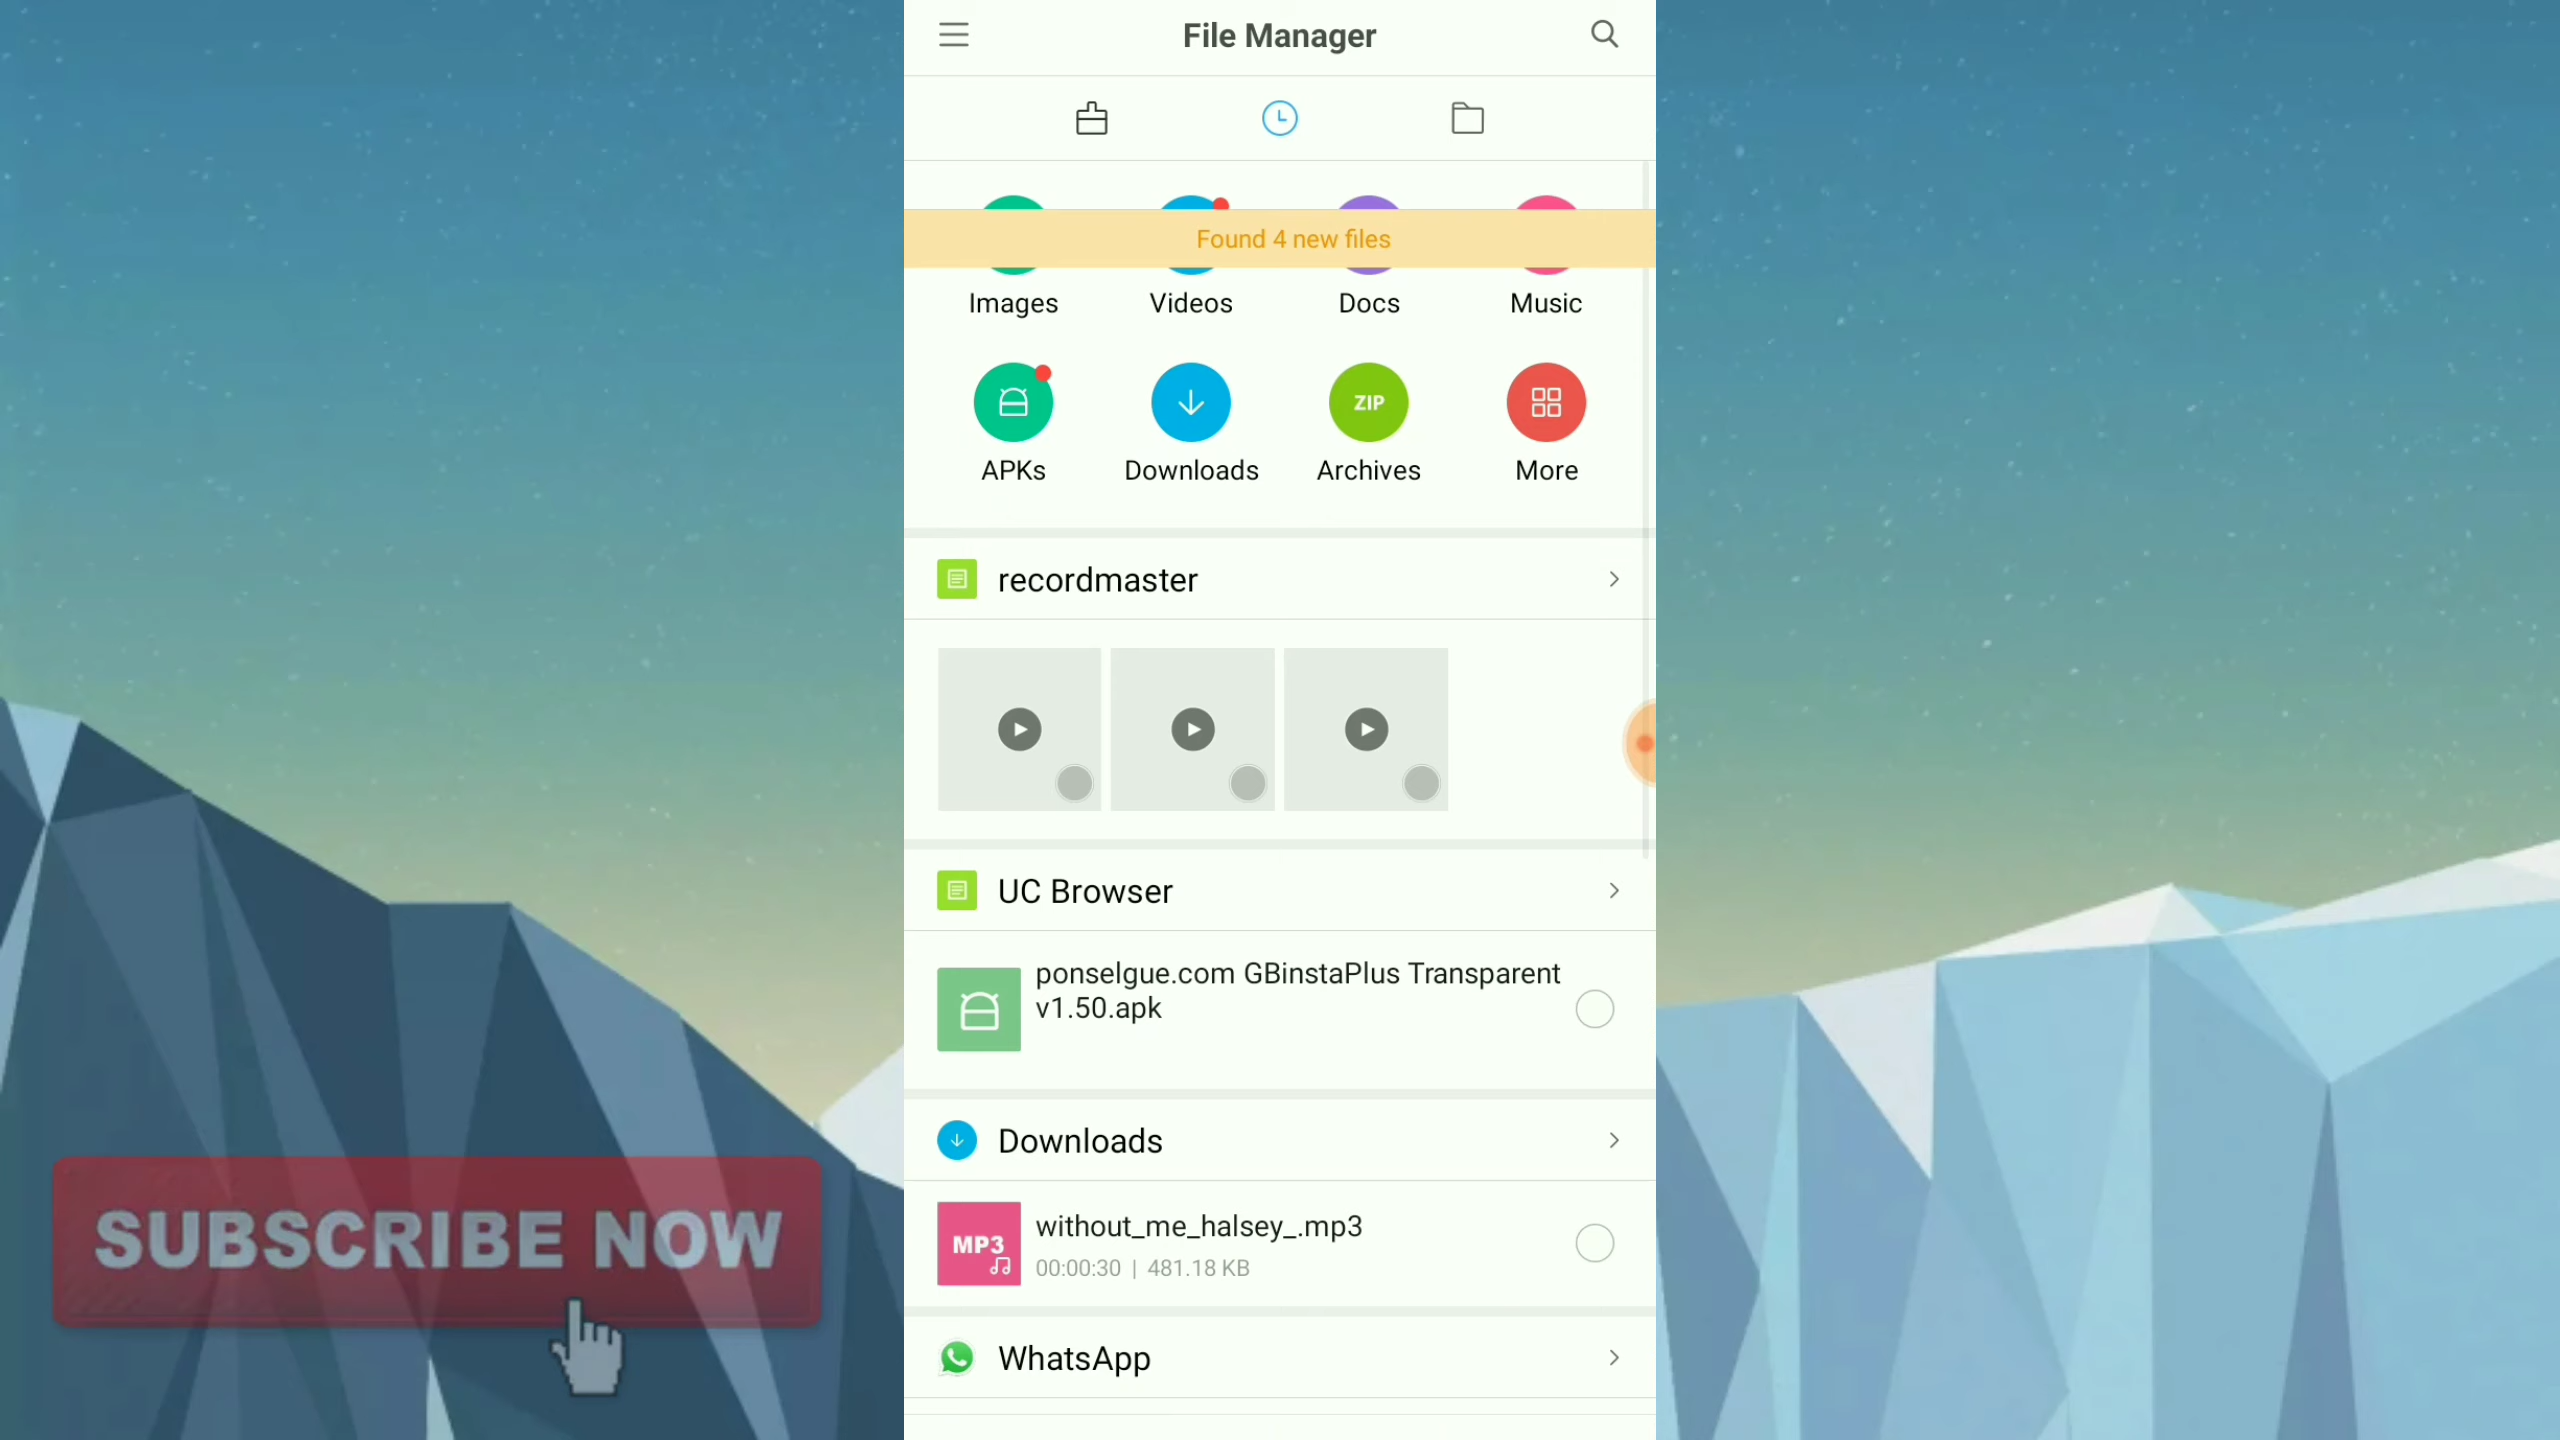 File Manager
Found 4 new files
Images
Videos
Docs
Music
ZIP
APKs
Downloads
Archives
More
recordmaster
UC Browser
ponselgue.com GBinstaPlus Transparent
v1.50.apk
Downloads
MP3
without_me_halsey_.mp3
00:00:30 | 481.18 KB
WhatsApp
SUBSCRIBE NOW